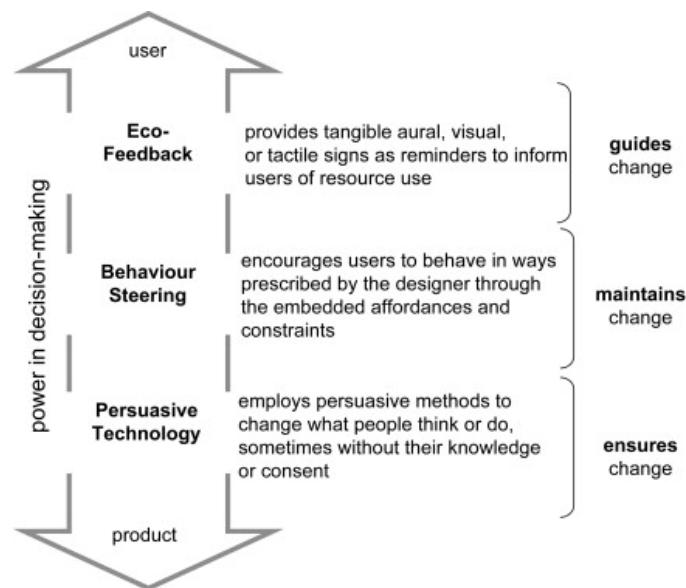 user
power in decision-making
Eco-
Feedback
provides tangible aural, visual,
or tactile signs as reminders to inform
users of resource use
guides
change
Behaviour
Steering
encourages users to behave in ways
prescribed by the designer through
the embedded affordances and
constraints
maintains
change
Persuasive
Technology
employs persuasive methods to
change what people think or do,
sometimes without their knowledge
or consent
ensures
change
product